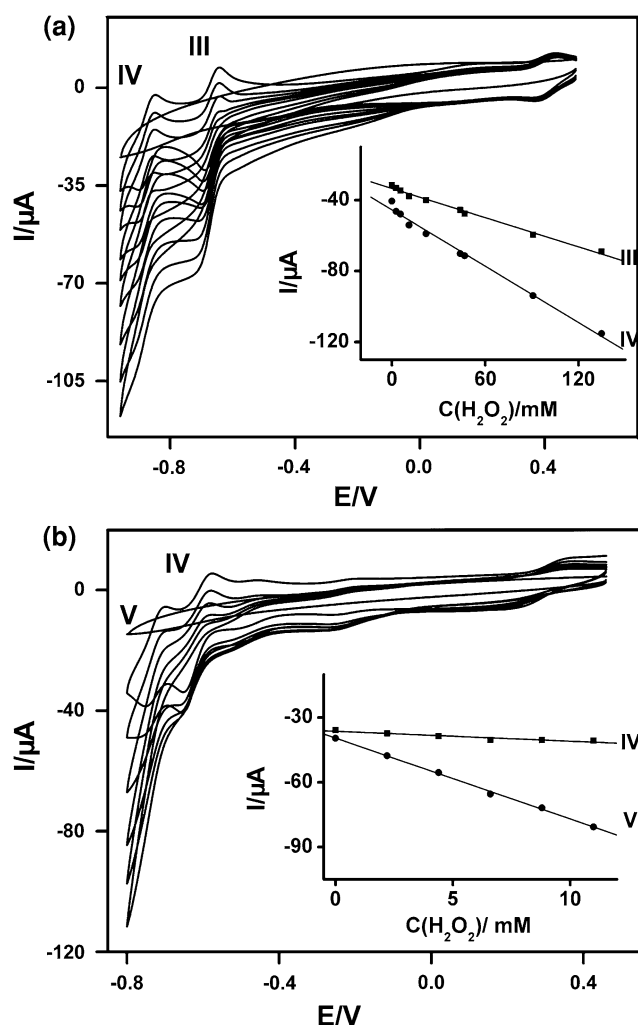 (a)
III
IV
0
-35
-70
-105
I/µA
-0.8
-0.4
0.0
0.4
E/V
-40
-80
-120
I/µA
III
IV
0
60
120
C(H₂O₂)/mM
(b)
IV
V
0
-40
-80
-120
I/µA
-0.8
-0.4
0.0
0.4
E/V
-30
-60
-90
I/µA
IV
V
0
5
10
C(H₂O₂)/ mM